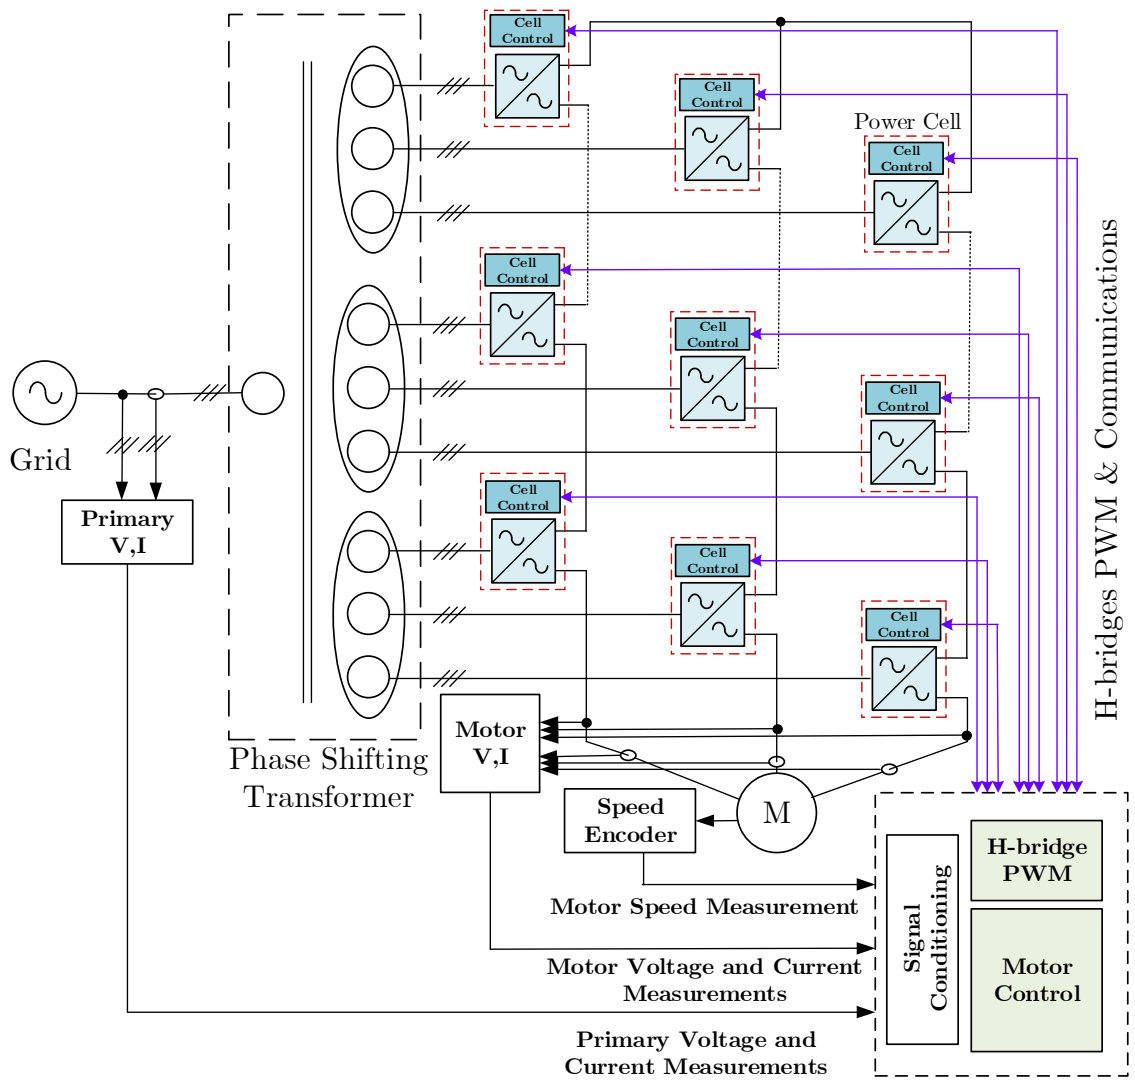 Cell
Control
Cell
Control
Power Cell
Cell
Control
Cell
Control
Cell
Control
Cell
Control
Grid
Cell
Control
Primary
V,I
Cell
Control
Cell
Control
H-bridges PWM & Communications
Motor
V,I
Phase Shifting
Transformer
Speed
Encoder
M
H-bridge
PWM
Signal
Conditioning
Motor
Control
Motor Speed Measurement
Motor Voltage and Current
Measurements
Primary Voltage and
Current Measurements